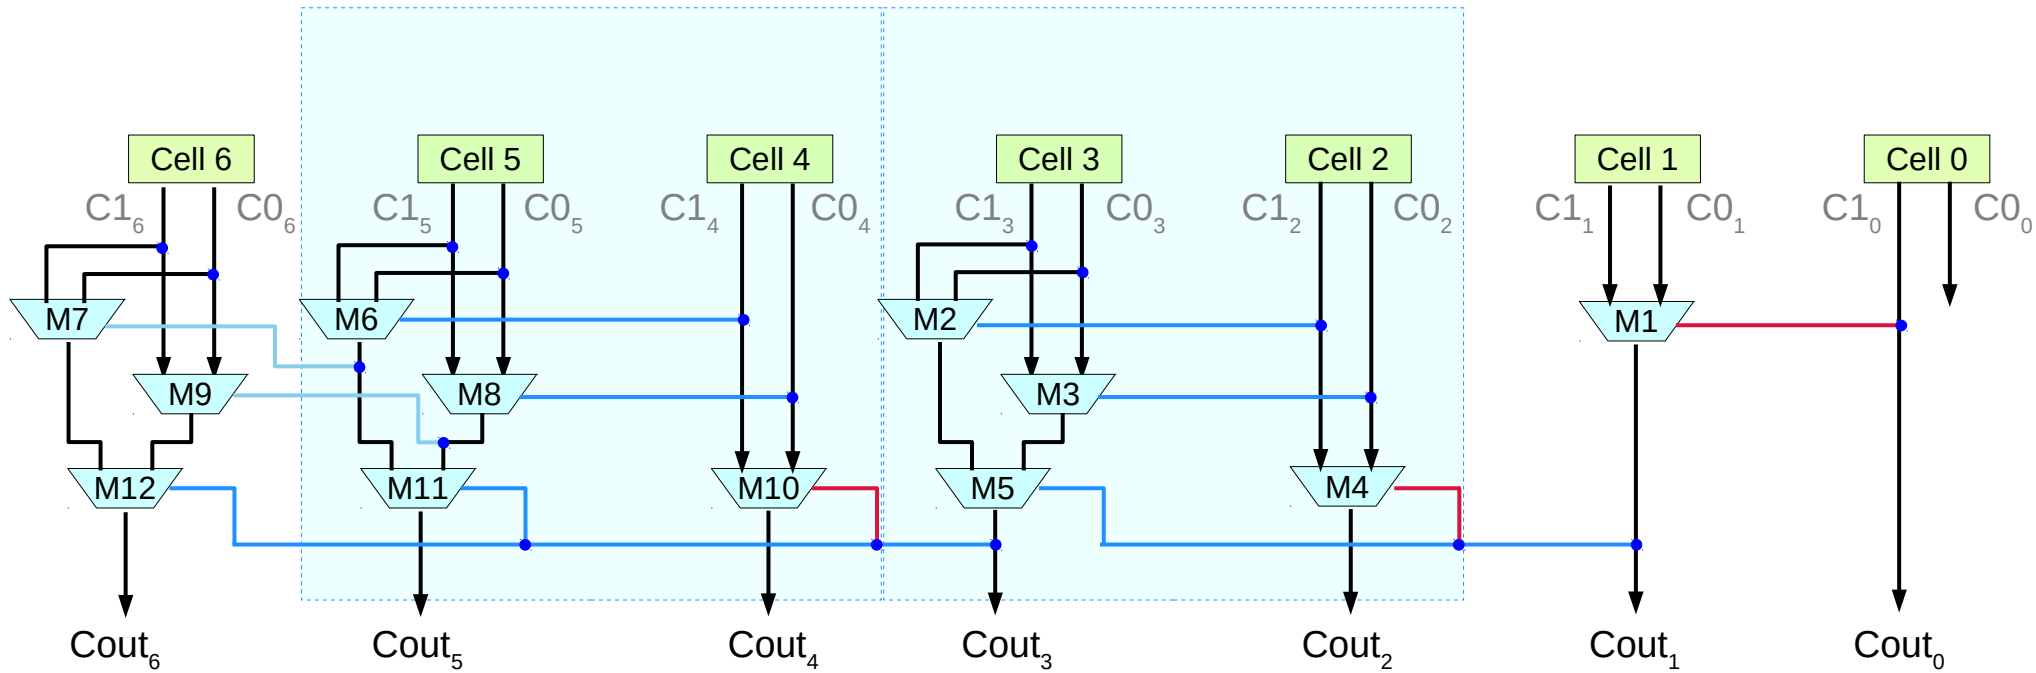 Cell 6 Cell 5 Cell 4 Cell 3 Cell 2 Cell 1 Cell 0
C1₆ C0₆ C1₅ C0₅ C1₄ C0₄ C1₃ C0₃ C1₂ C0₂ C1₁ C0₁ C1₀ C0₀
M7 M6 M2 M1
M9 M8 M3
M12 M11 M10 M5 M4
Cout₆ Cout₅ Cout₄ Cout₃ Cout₂ Cout₁ Cout₀